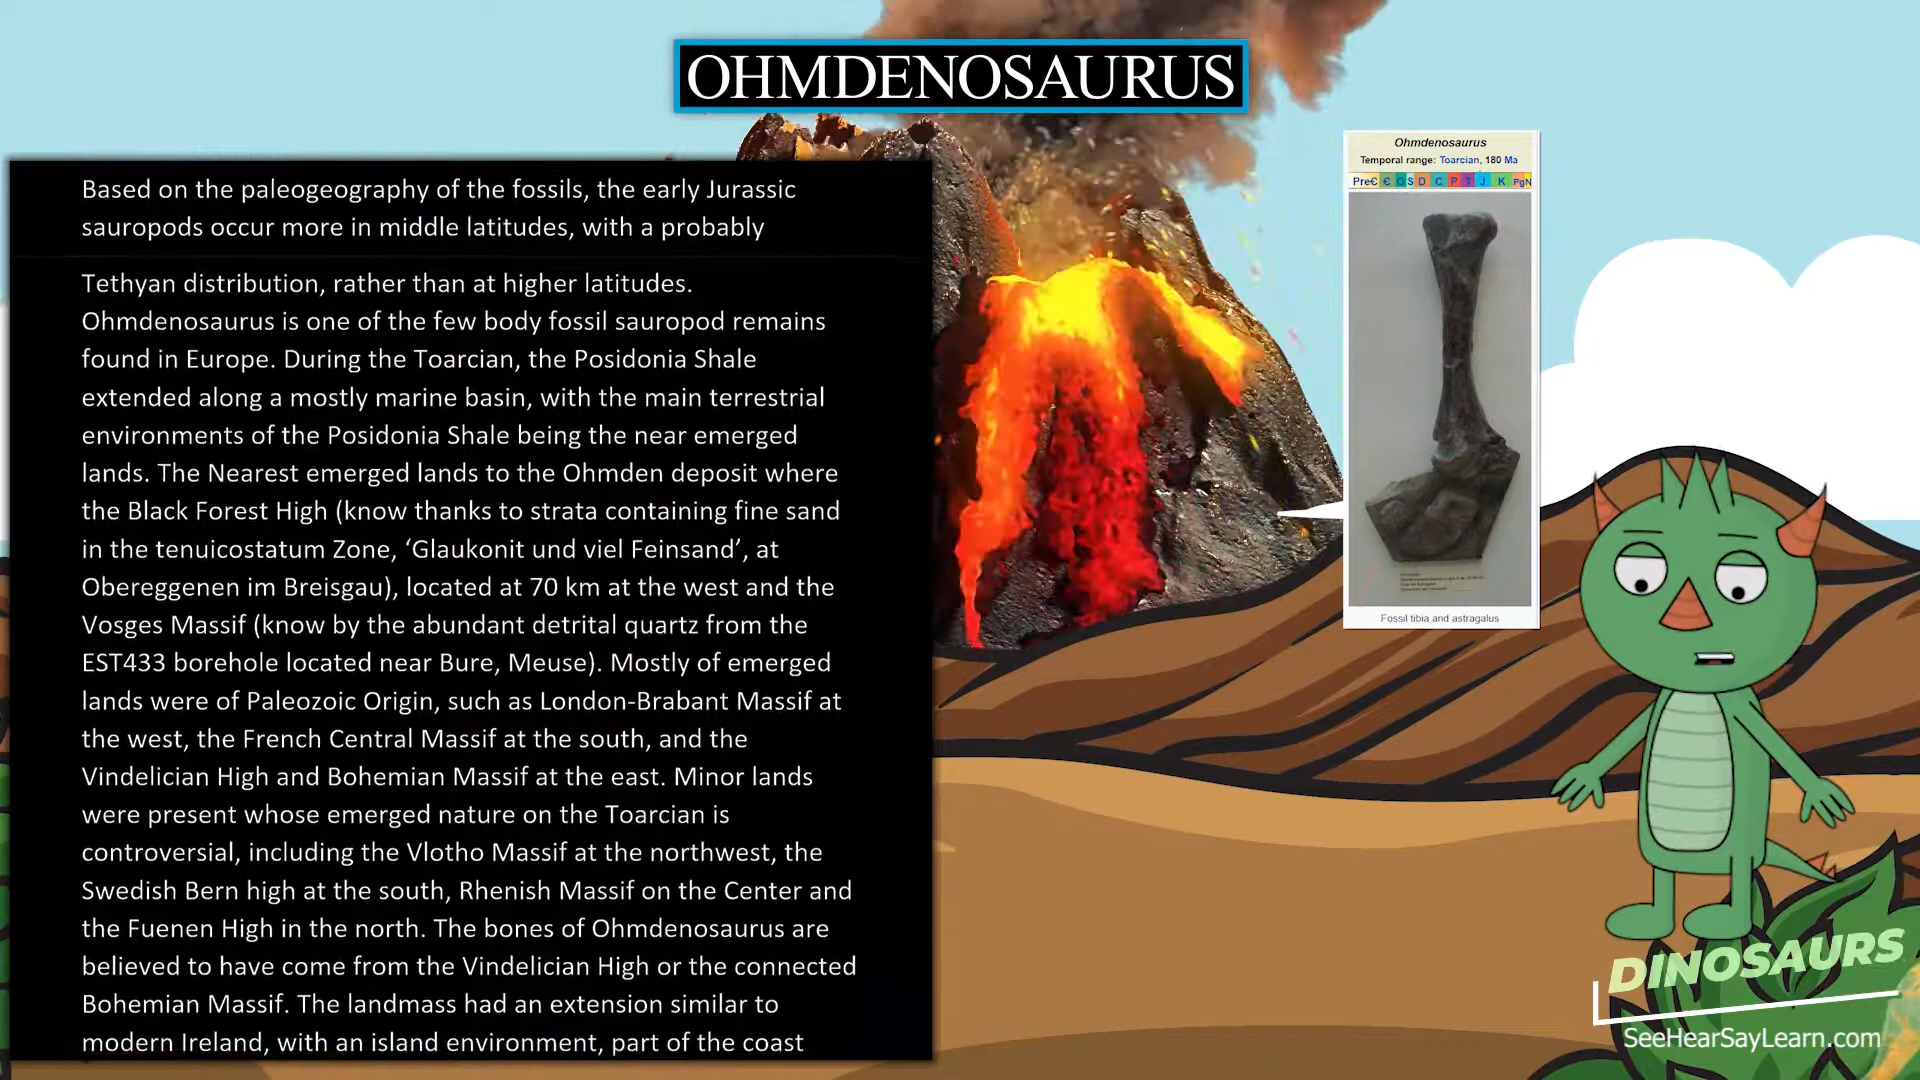 OHMDENOSAURUS
Based on the paleogeography of the fossils, the early Jurassic
sauropods occur more in middle latitudes, with a probably
Tethyan distribution, rather than at higher latitudes.
Ohmdenosaurus is one of the few body fossil sauropod remains
found in Europe. During the Toarcian, the Posidonia Shale
extended along a mostly marine basin, with the main terrestrial
environments of the Posidonia Shale being the near emerged
lands. The Nearest emerged lands to the Ohmden deposit where
the Black Forest High (know thanks to strata containing fine sand
in the tenuicostatum Zone, ‘Glaukonit und viel Feinsand’, at
Obereggenen im Breisgau), located at 70 km at the west and the
Vosges Massif (know by the abundant detrital quartz from the
EST433 borehole located near Bure, Meuse). Mostly of emerged
lands were of Paleozoic Origin, such as London-Brabant Massif at
the west, the French Central Massif at the south, and the
Vindelician High and Bohemian Massif at the east. Minor lands
were present whose emerged nature on the Toarcian is
controversial, including the Vlotho Massif at the northwest, the
Swedish Bern high at the south, Rhenish Massif on the Center and
the Fuenen High in the north. The bones of Ohmdenosaurus are
believed to have come from the Vindelician High or the connected
Bohemian Massif. The landmass had an extension similar to
modern Ireland, with an island environment, part of the coast
Ohmdenosaurus
Temporal range: Toarcian, 180 Ma
PreꞒ Ꞓ O S D C P T J K PgN
Fossil tibia and astragalus
DINOSAURS
SeeHearSayLearn.com